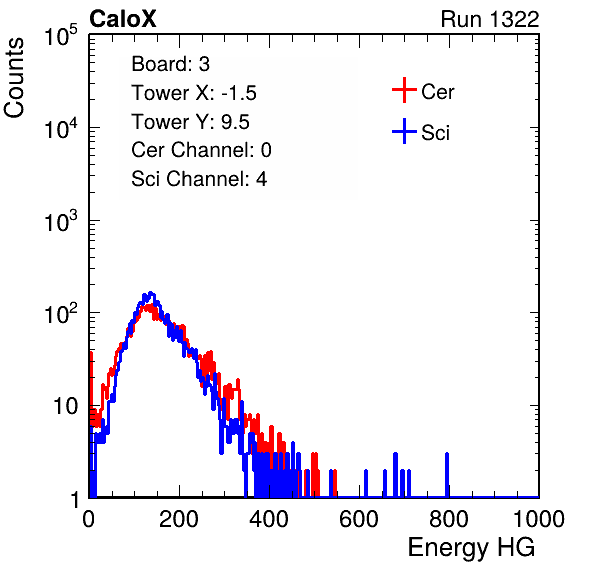 CaloX Run 1322
Counts
10^5
10^4
10^3
10^2
10
1
Board: 3
Tower X: -1.5
Tower Y: 9.5
Cer Channel: 0
Sci Channel: 4
Cer
Sci
0 200 400 600 800 1000
Energy HG